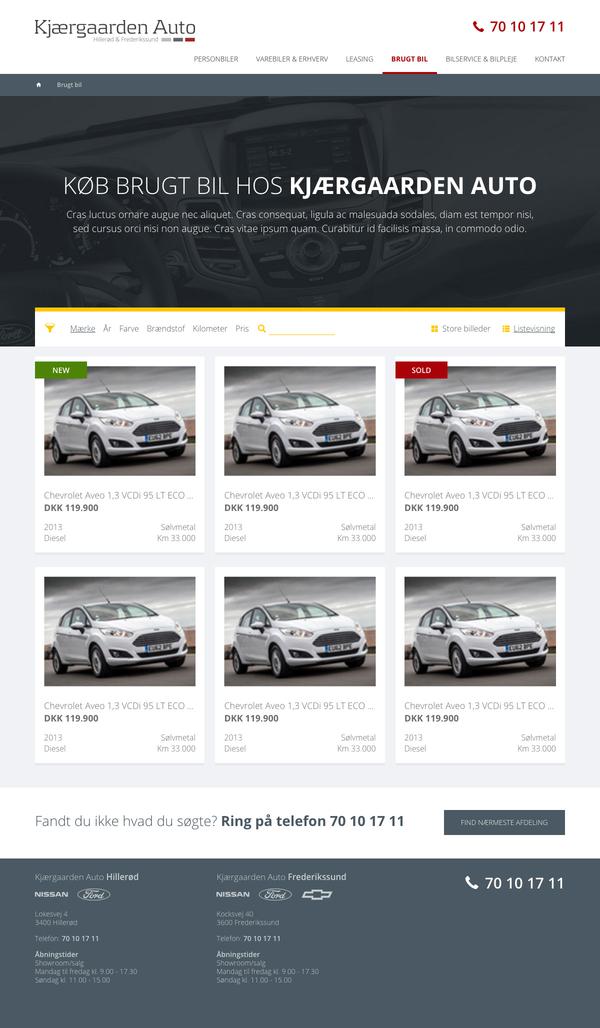 Kjærgaarden Auto
Hillerød & Frederikssund
70 10 17 11
PERSONBILER VAREBILER & ERHVERV LEASING BRUGT BIL BILSERVICE & BILPLEJE KONTAKT
Brugt bil
KØB BRUGT BIL HOS KJÆRGAARDEN AUTO
Cras luctus ornare augue nec aliquet. Cras consequat, ligula ac malesuada sodales, diam est tempor nisi,
sed cursus orci nisi non augue. Cras vitae ipsum quam. Curabitur id facilisis massa, in commodo odio.
Mærke År Farve Brændstof Kilometer Pris Store billeder Listevisning
NEW
Chevrolet Aveo 1,3 VCDi 95 LT ECO ...
DKK 119.900
2013 Sølvmetal
Diesel Km 33.000
Chevrolet Aveo 1,3 VCDi 95 LT ECO ...
DKK 119.900
2013 Sølvmetal
Diesel Km 33.000
SOLD
Chevrolet Aveo 1,3 VCDi 95 LT ECO ...
DKK 119.900
2013 Sølvmetal
Diesel Km 33.000
Chevrolet Aveo 1,3 VCDi 95 LT ECO ...
DKK 119.900
2013 Sølvmetal
Diesel Km 33.000
Chevrolet Aveo 1,3 VCDi 95 LT ECO ...
DKK 119.900
2013 Sølvmetal
Diesel Km 33.000
Chevrolet Aveo 1,3 VCDi 95 LT ECO ...
DKK 119.900
2013 Sølvmetal
Diesel Km 33.000
Fandt du ikke hvad du søgte? Ring på telefon 70 10 17 11
FIND NÆRMESTE AFDELING
Kjærgaarden Auto Hillerød
NISSAN Ford
Lokesvej 4
3400 Hillerød
Telefon: 70 10 17 11
Åbningstider
Showroom/salg
Mandag til fredag kl. 9.00 - 17.30
Søndag kl. 11.00 - 15.00
Kjærgaarden Auto Frederikssund
NISSAN Ford
Kocksvej 40
3600 Frederikssund
Telefon: 70 10 17 11
Åbningstider
Showroom/salg
Mandag til fredag kl. 9.00 - 17.30
Søndag kl. 11.00 - 15.00
70 10 17 11